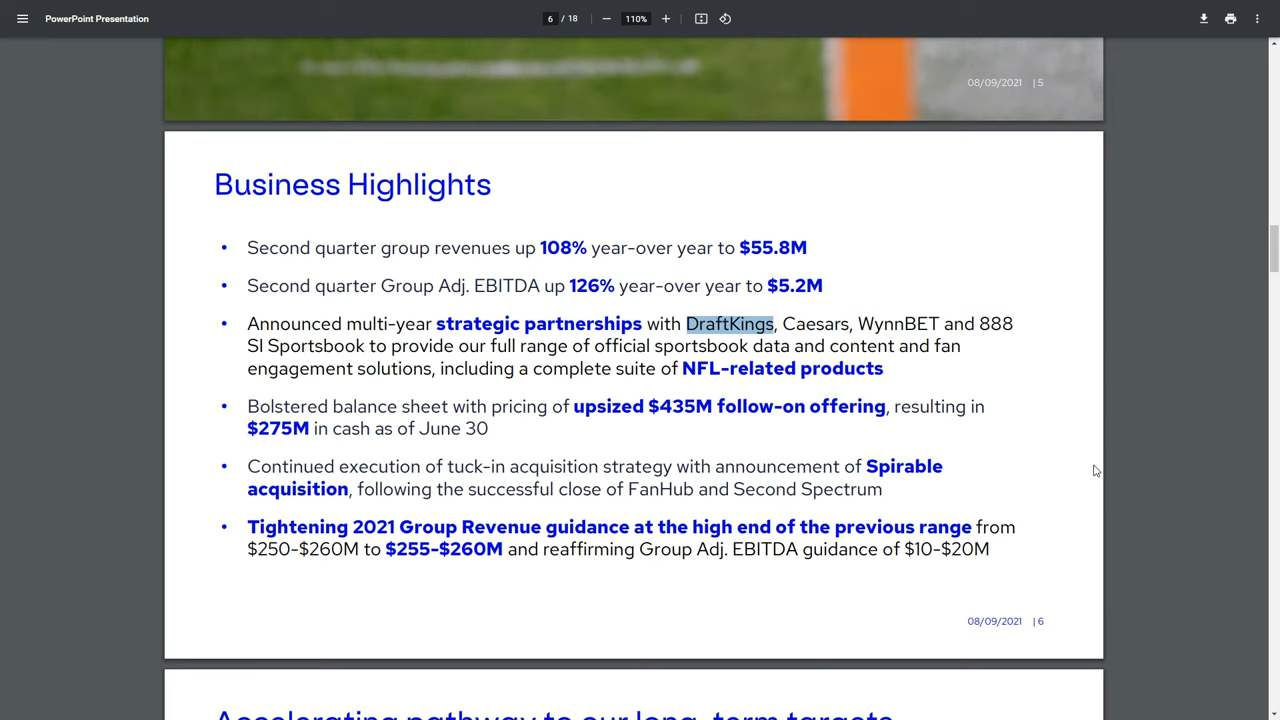 PowerPoint Presentation
6 / 18
110%
08/09/2021 | 5
Business Highlights
• Second quarter group revenues up 108% year-over year to $55.8M
• Second quarter Group Adj. EBITDA up 126% year-over year to $5.2M
• Announced multi-year strategic partnerships with DraftKings, Caesars, WynnBET and 888
SI Sportsbook to provide our full range of official sportsbook data and content and fan
engagement solutions, including a complete suite of NFL-related products
• Bolstered balance sheet with pricing of upsized $435M follow-on offering, resulting in
$275M in cash as of June 30
• Continued execution of tuck-in acquisition strategy with announcement of Spirable
acquisition, following the successful close of FanHub and Second Spectrum
• Tightening 2021 Group Revenue guidance at the high end of the previous range from
$250-$260M to $255-$260M and reaffirming Group Adj. EBITDA guidance of $10-$20M
08/09/2021 | 6
Accelerating pathway to our long-term targets